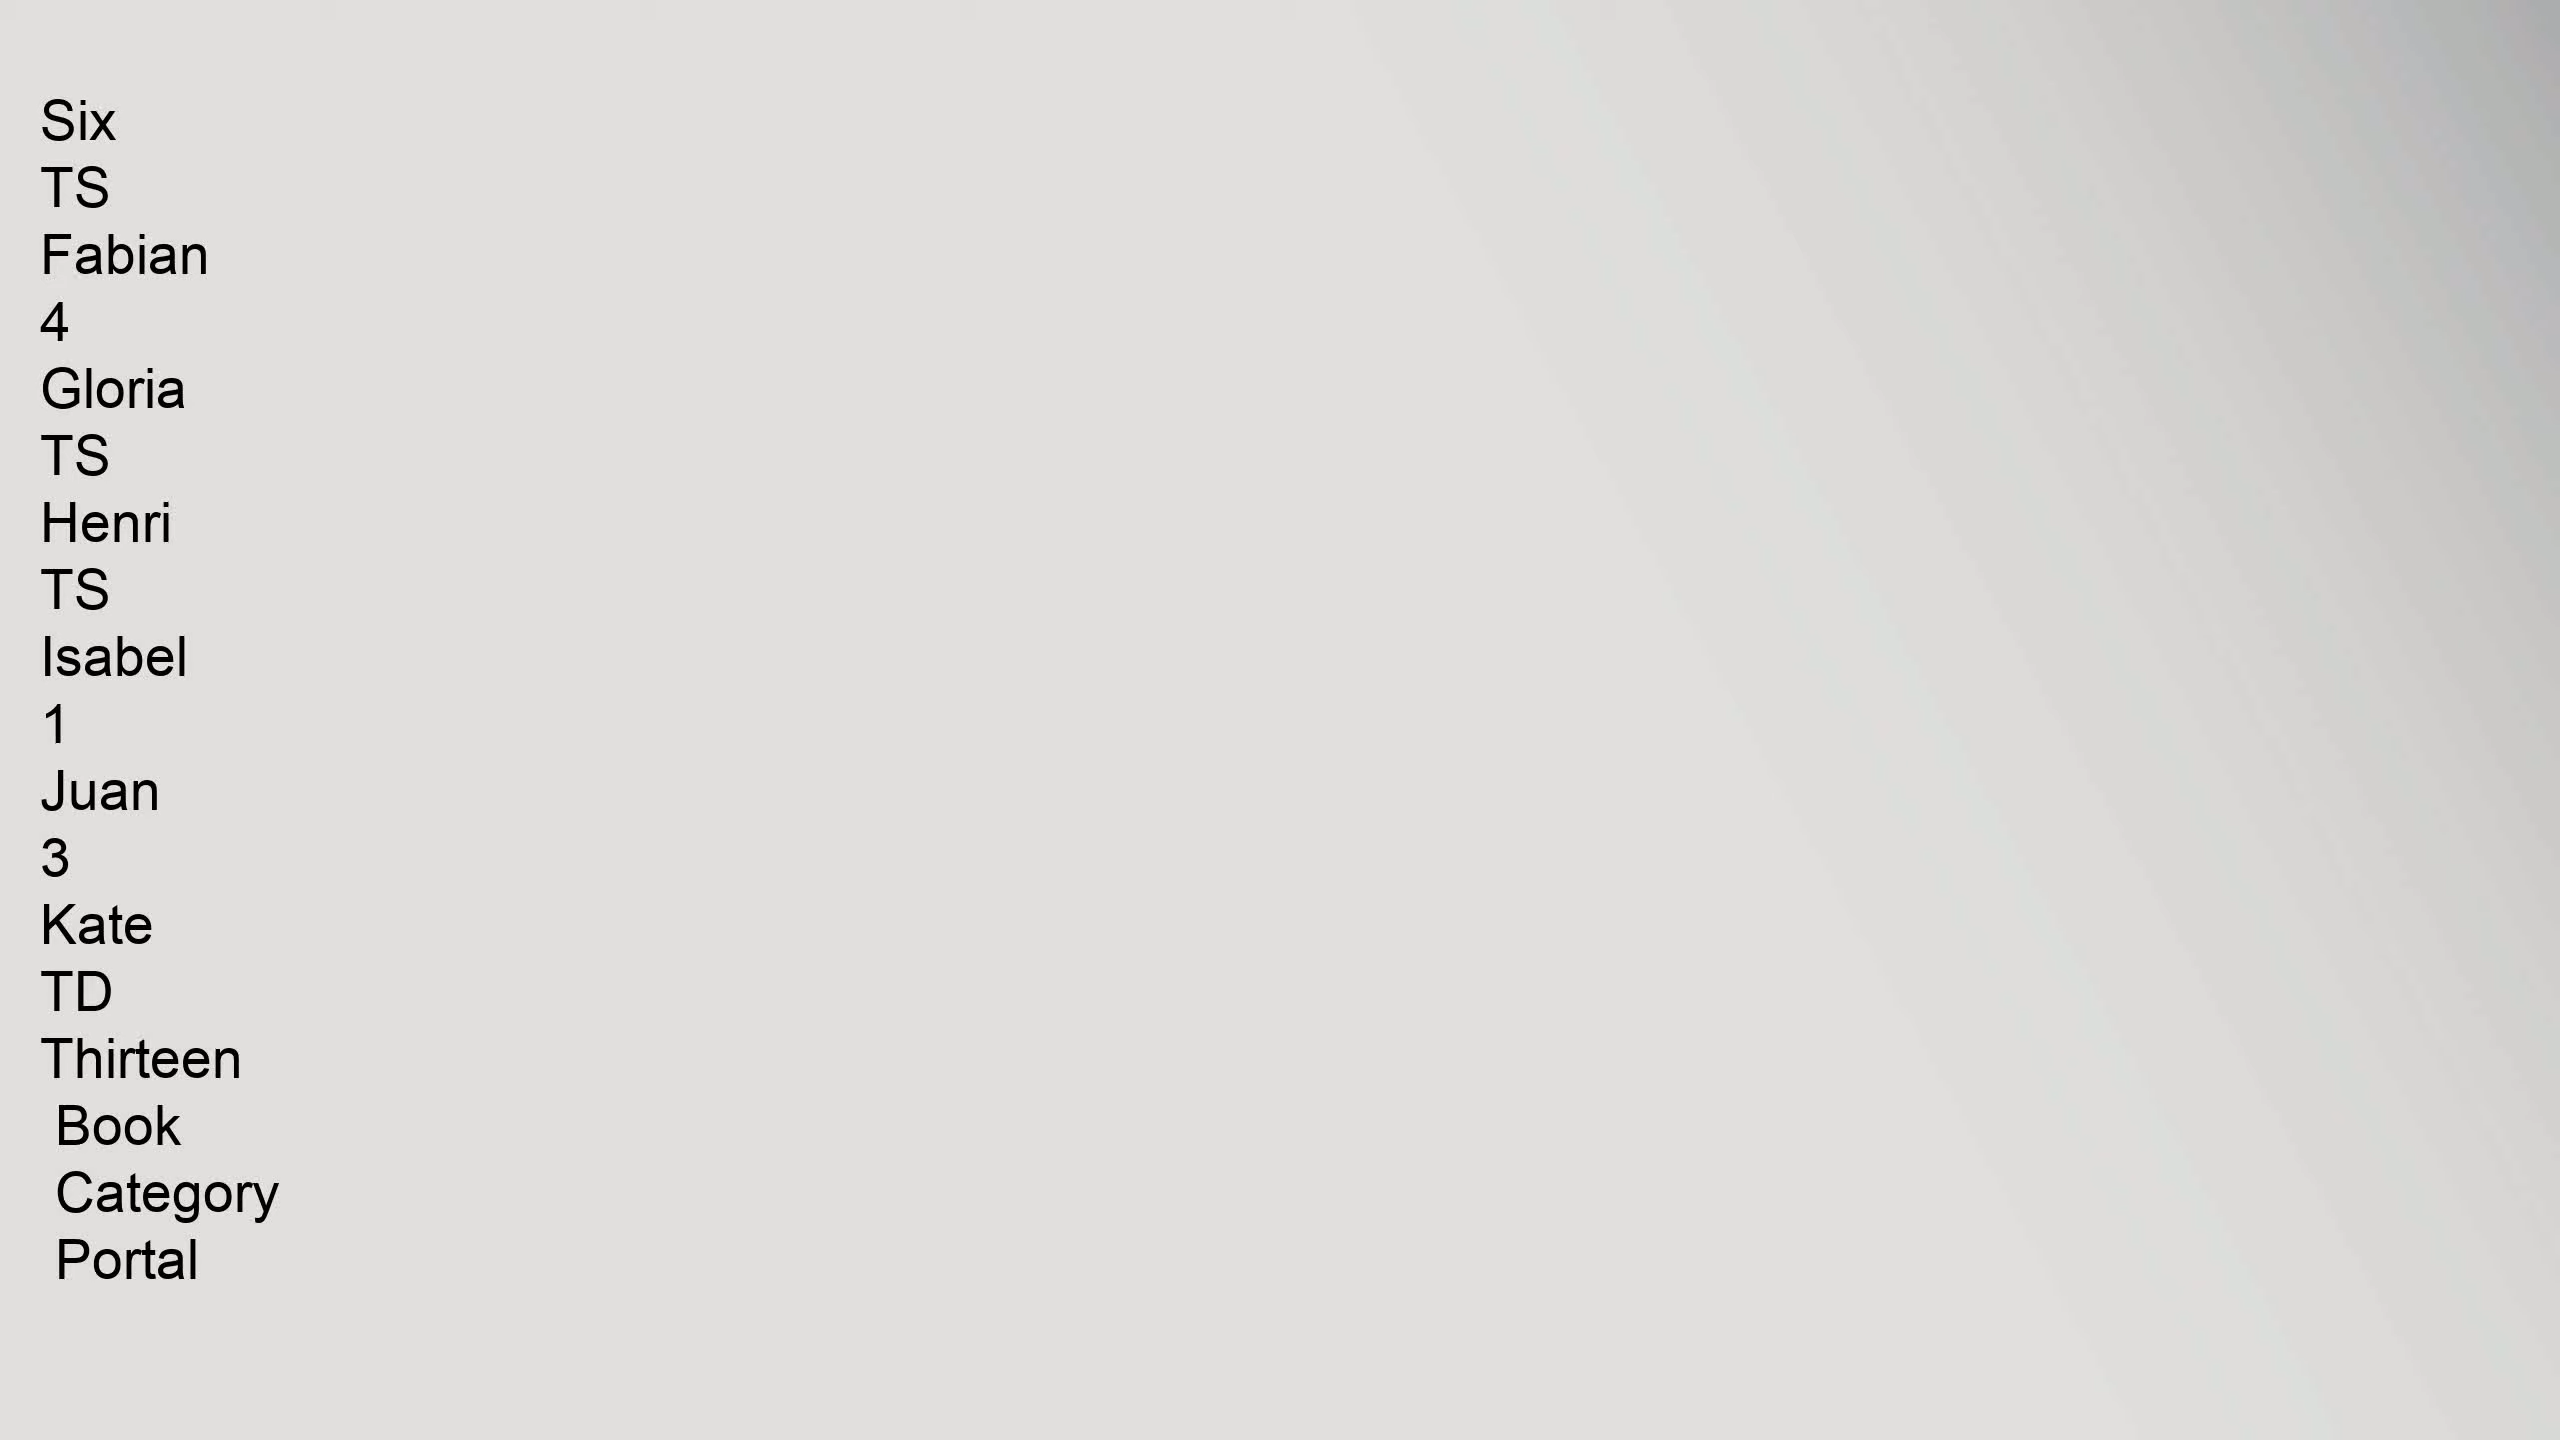 Six
TS
Fabian
4
Gloria
TS
Henri
TS
Isabel
1
Juan
3
Kate
TD
Thirteen
Book
Category
Portal